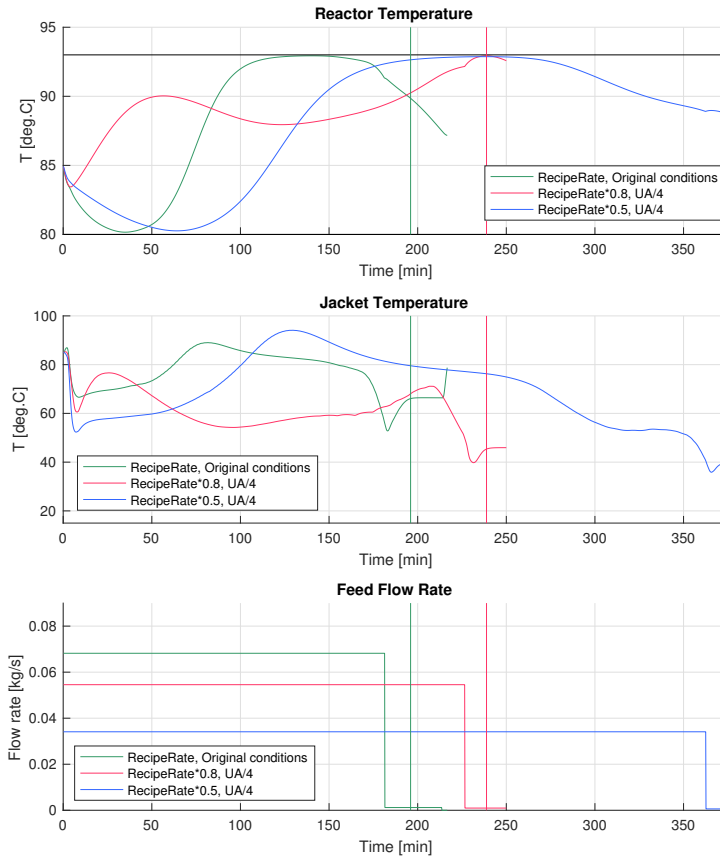 Reactor Temperature
95
90
85
80
T [deg.C]
0 50 100 150 200 250 300 350
Time [min]
RecipeRate, Original conditions
RecipeRate*0.8, UA/4
RecipeRate*0.5, UA/4
Jacket Temperature
100
80
60
40
20
T [deg.C]
0 50 100 150 200 250 300 350
Time [min]
RecipeRate, Original conditions
RecipeRate*0.8, UA/4
RecipeRate*0.5, UA/4
Feed Flow Rate
0.08
0.06
0.04
0.02
0
Flow rate [kg/s]
0 50 100 150 200 250 300 350
Time [min]
RecipeRate, Original conditions
RecipeRate*0.8, UA/4
RecipeRate*0.5, UA/4